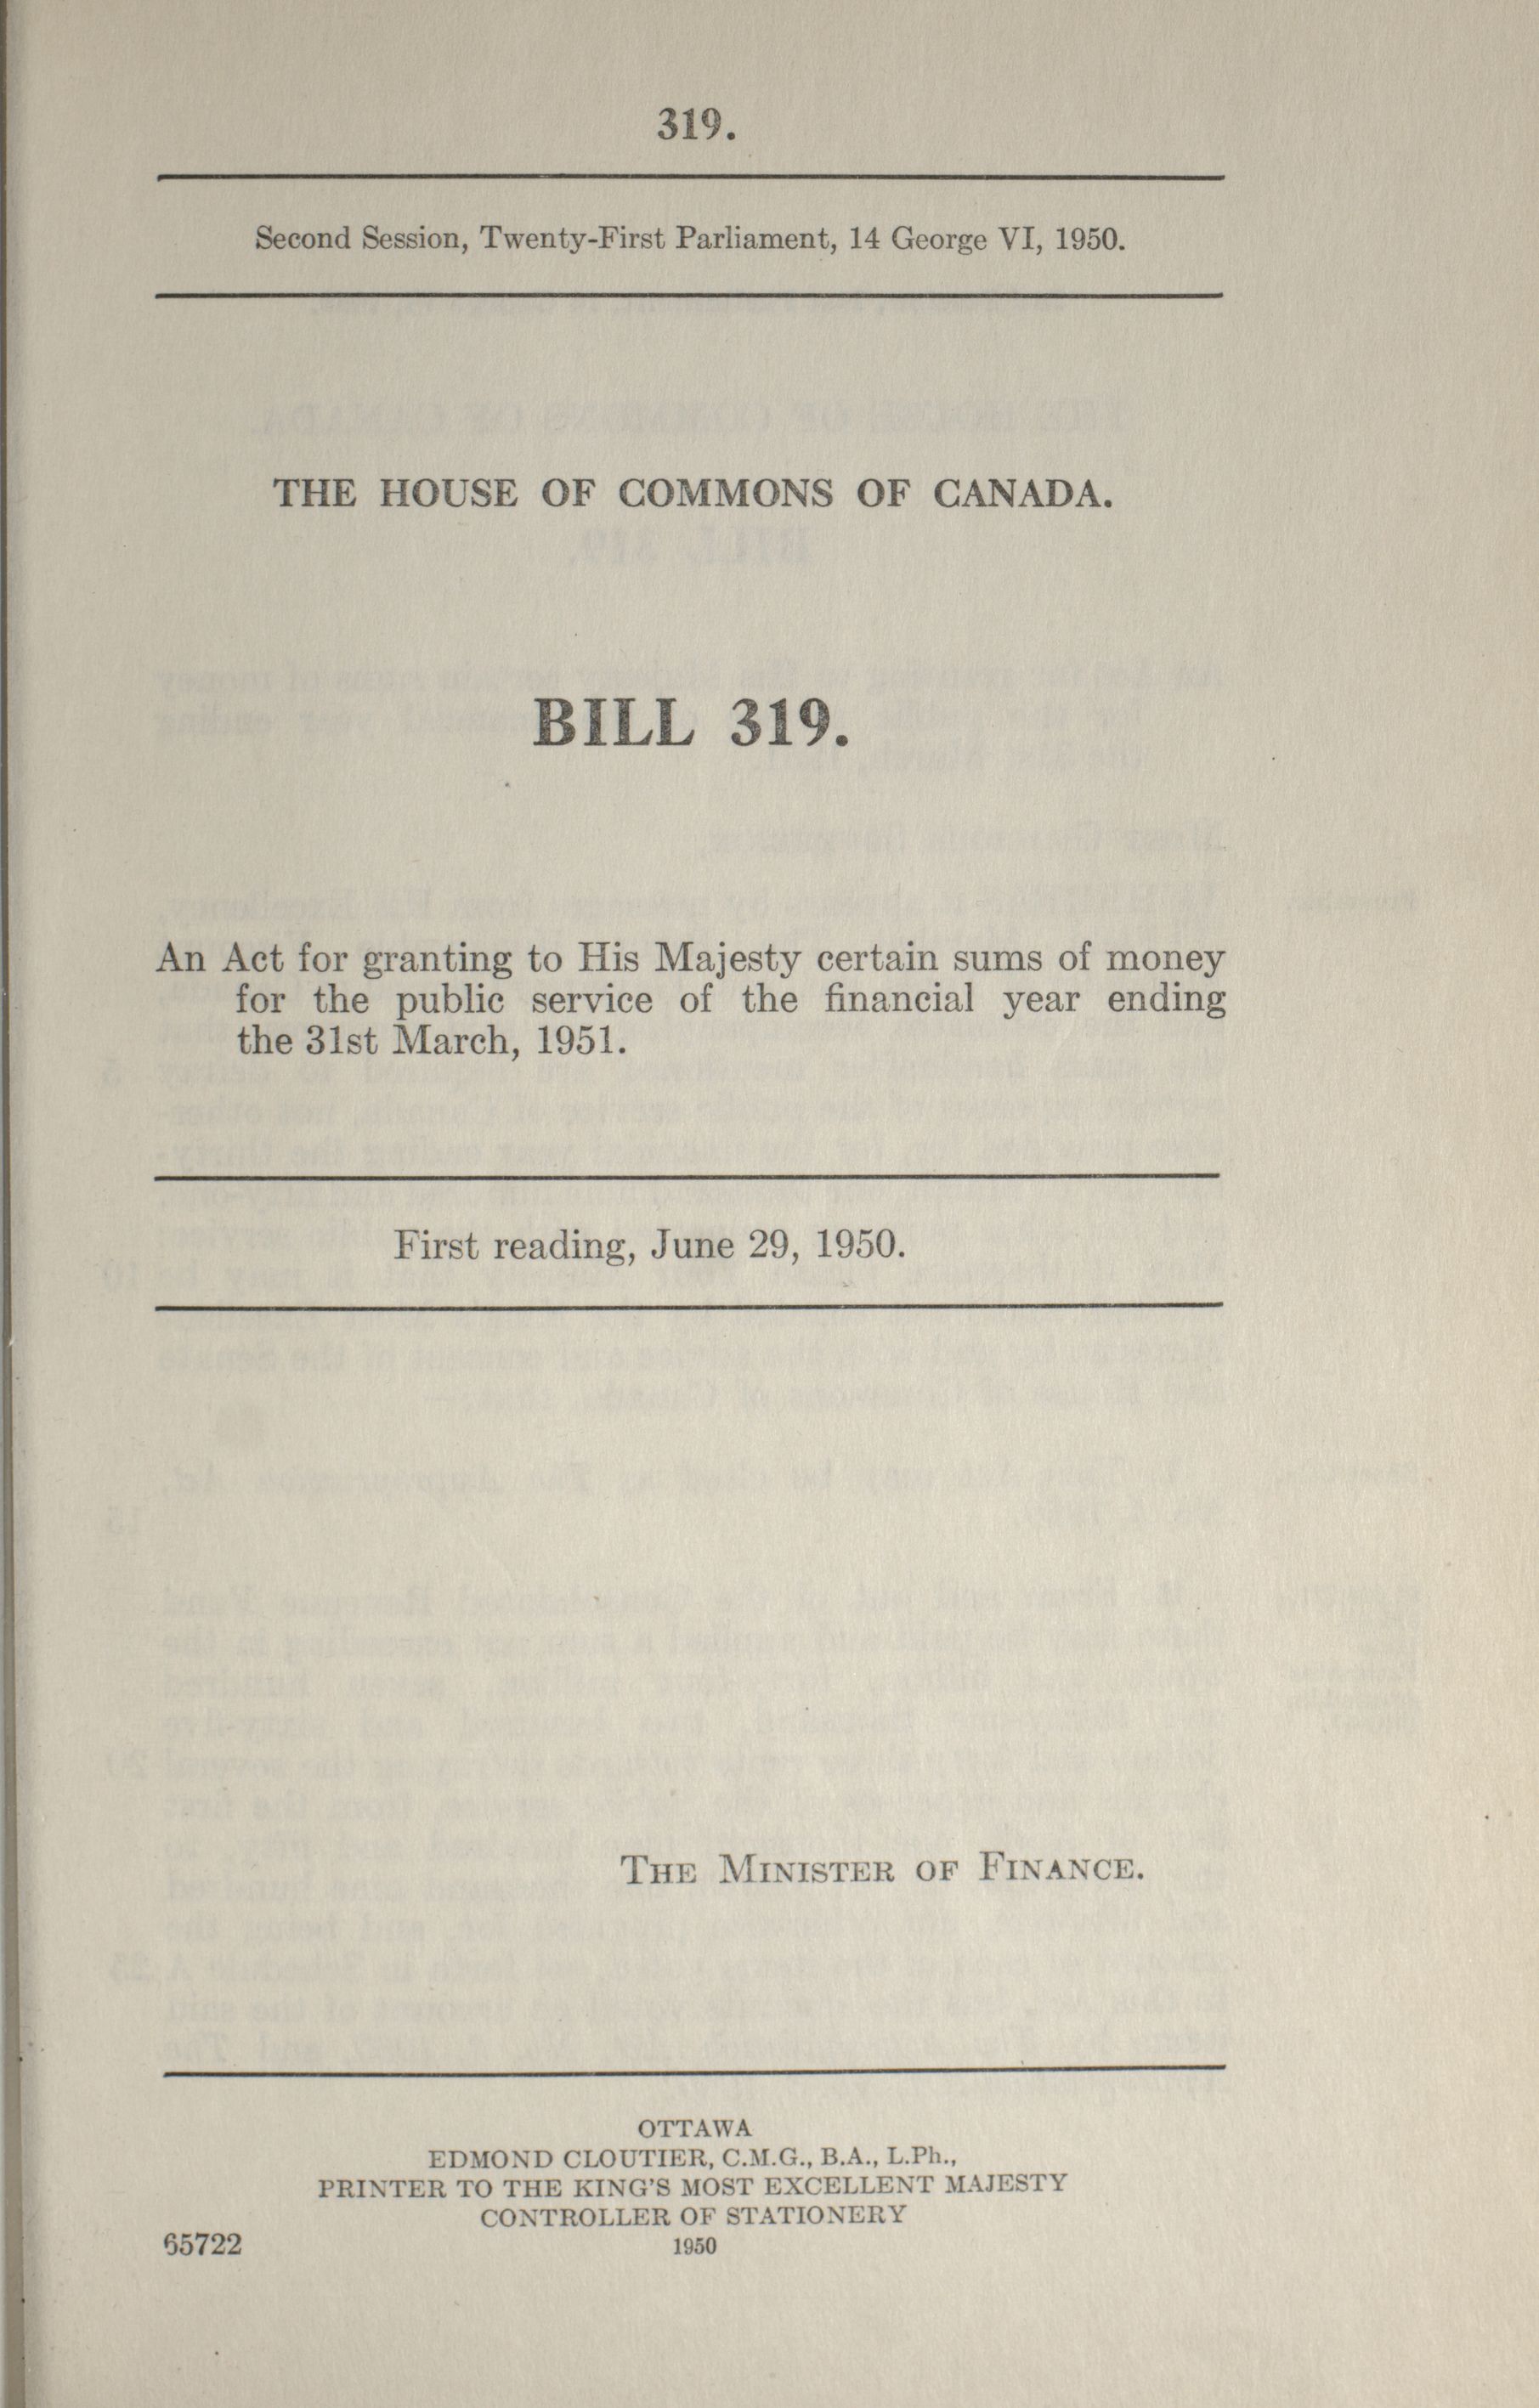 319.
Second Session, Twenty-First Parliament, 14 George VI, 1950.
THE HOUSE OF COMMONS OF CANADA.
BILL 319.
An Act for granting to His Majesty certain sums of money
for the public service of the financial year ending
the 31st March, 1951.
First reading, June 29, 1950.
THE MINISTER OF FINANCE.
OTTAWA
EDMOND CLOUTIER, C.M.G., B.A., L.Ph.,
PRINTER TO THE KING'S MOST EXCELLENT MAJESTY
CONTROLLER OF STATIONERY
65722 1950